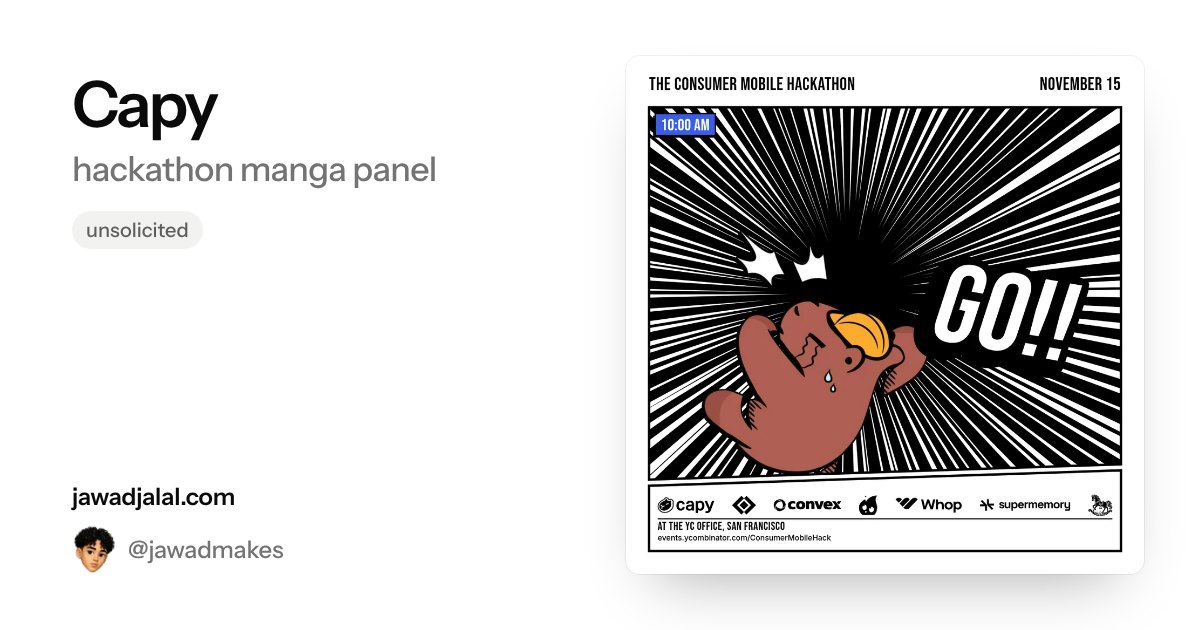 Capy
hackathon manga panel
unsolicited
jawadjalal.com
@jawadmakes
THE CONSUMER MOBILE HACKATHON
NOVEMBER 15
10:00 AM
GO!!
capy
convex
Whop
supermemory
AT THE YC OFFICE, SAN FRANCISCO
events.ycombinator.com/ConsumerMobileHack